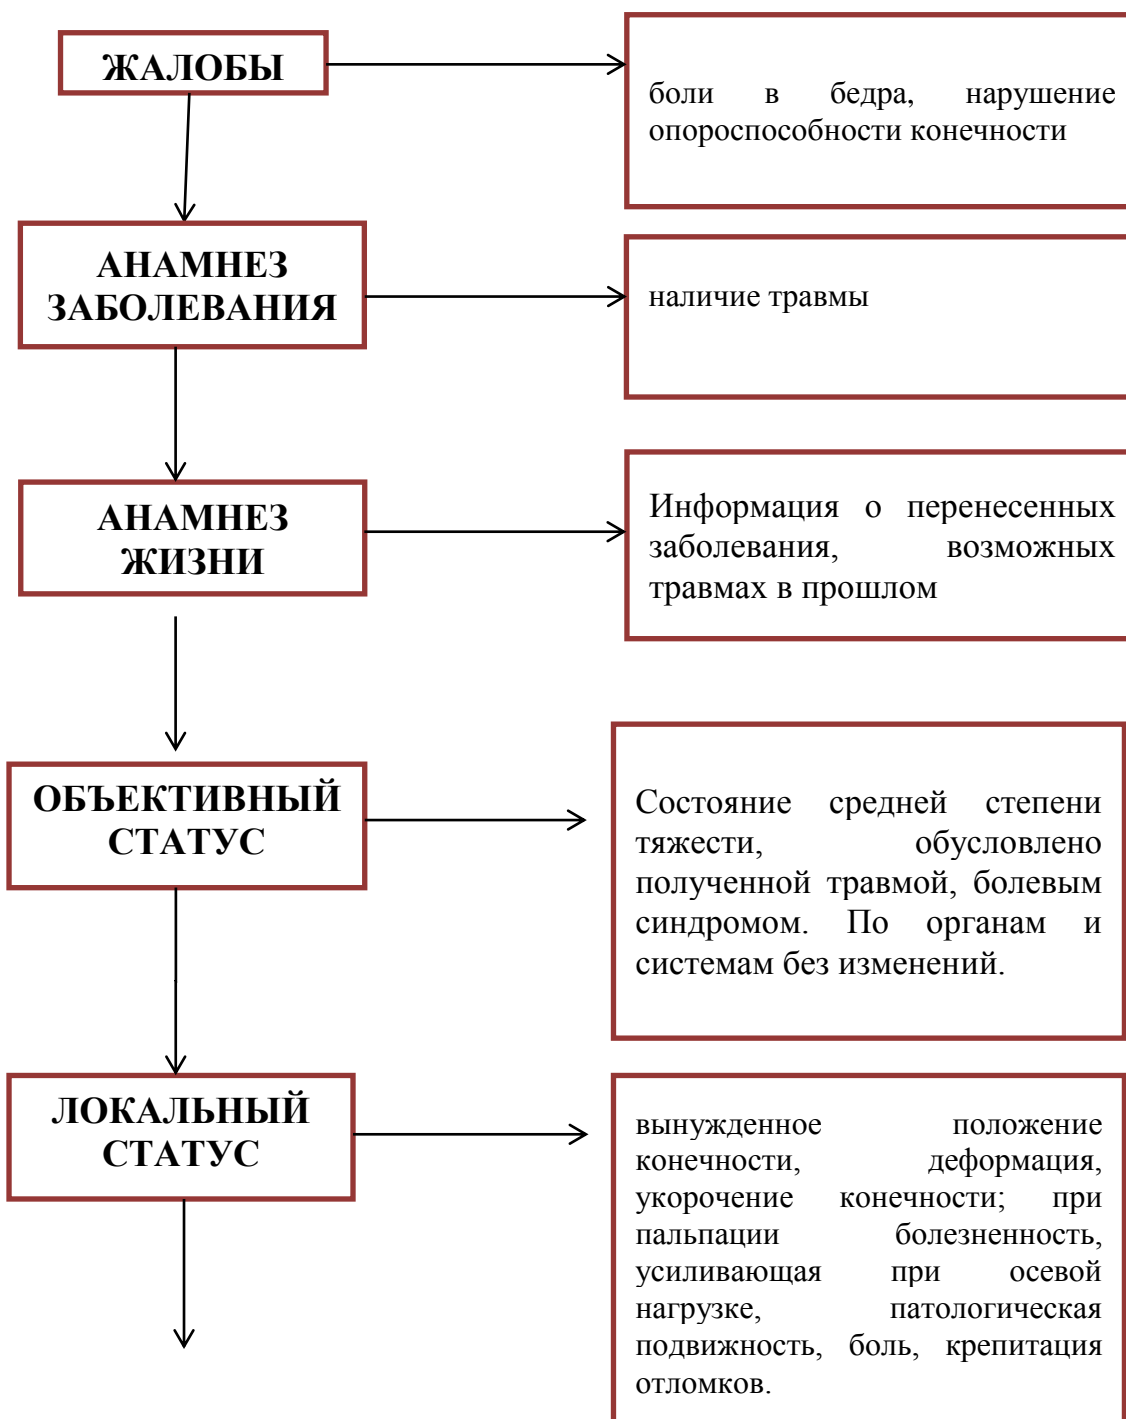 ЖАЛОБЫ
боли в бедра, нарушение
опороспособности конечности
АНАМНЕЗ
ЗАБОЛЕВАНИЯ
наличие травмы
АНАМНЕЗ
ЖИЗНИ
Информация о перенесенных
заболевания, возможных
травмах в прошлом
ОБЪЕКТИВНЫЙ
СТАТУС
Состояние средней степени
тяжести, обусловлено
полученной травмой, болевым
синдромом. По органам и
системам без изменений.
ЛОКАЛЬНЫЙ
СТАТУС
вынужденное положение
конечности, деформация,
укорочение конечности; при
пальпации болезненность,
усиливающая при осевой
нагрузке, патологическая
подвижность, боль, крепитация
отломков.